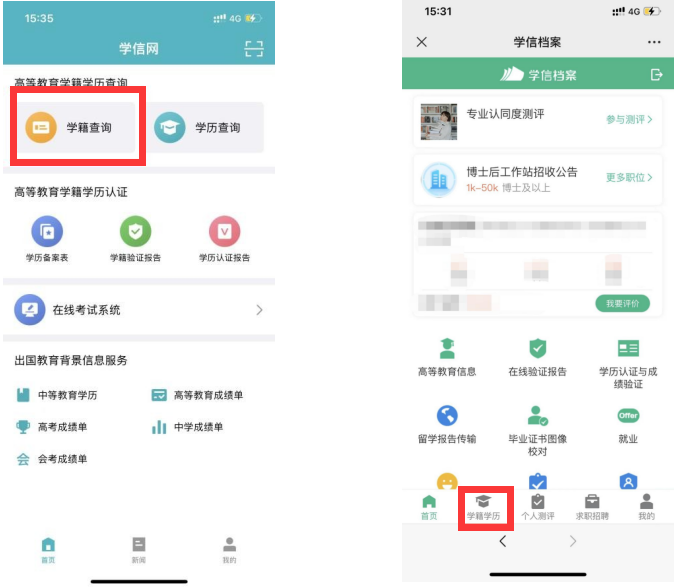 15:35
4G
学信网
高等教育学籍学历查询
学籍查询
学历查询
高等教育学籍学历认证
学历备案表
学籍验证报告
学历认证报告
在线考试系统
出国教育背景信息服务
中等教育学历
高等教育成绩单
高考成绩单
中学成绩单
会
会考成绩单
首页
新闻
我的
15:31
4G
学信档案
学信档案
专业认同度测评
参与测评
博士后工作站招收公告
1k-50k 博士及以上
更多职位
我要评价
高等教育信息
在线验证报告
学历认证与成
绩验证
留学报告传输
毕业证书图像
校对
Offer
就业
首页
学籍学历
个人测评
求职招聘
我的